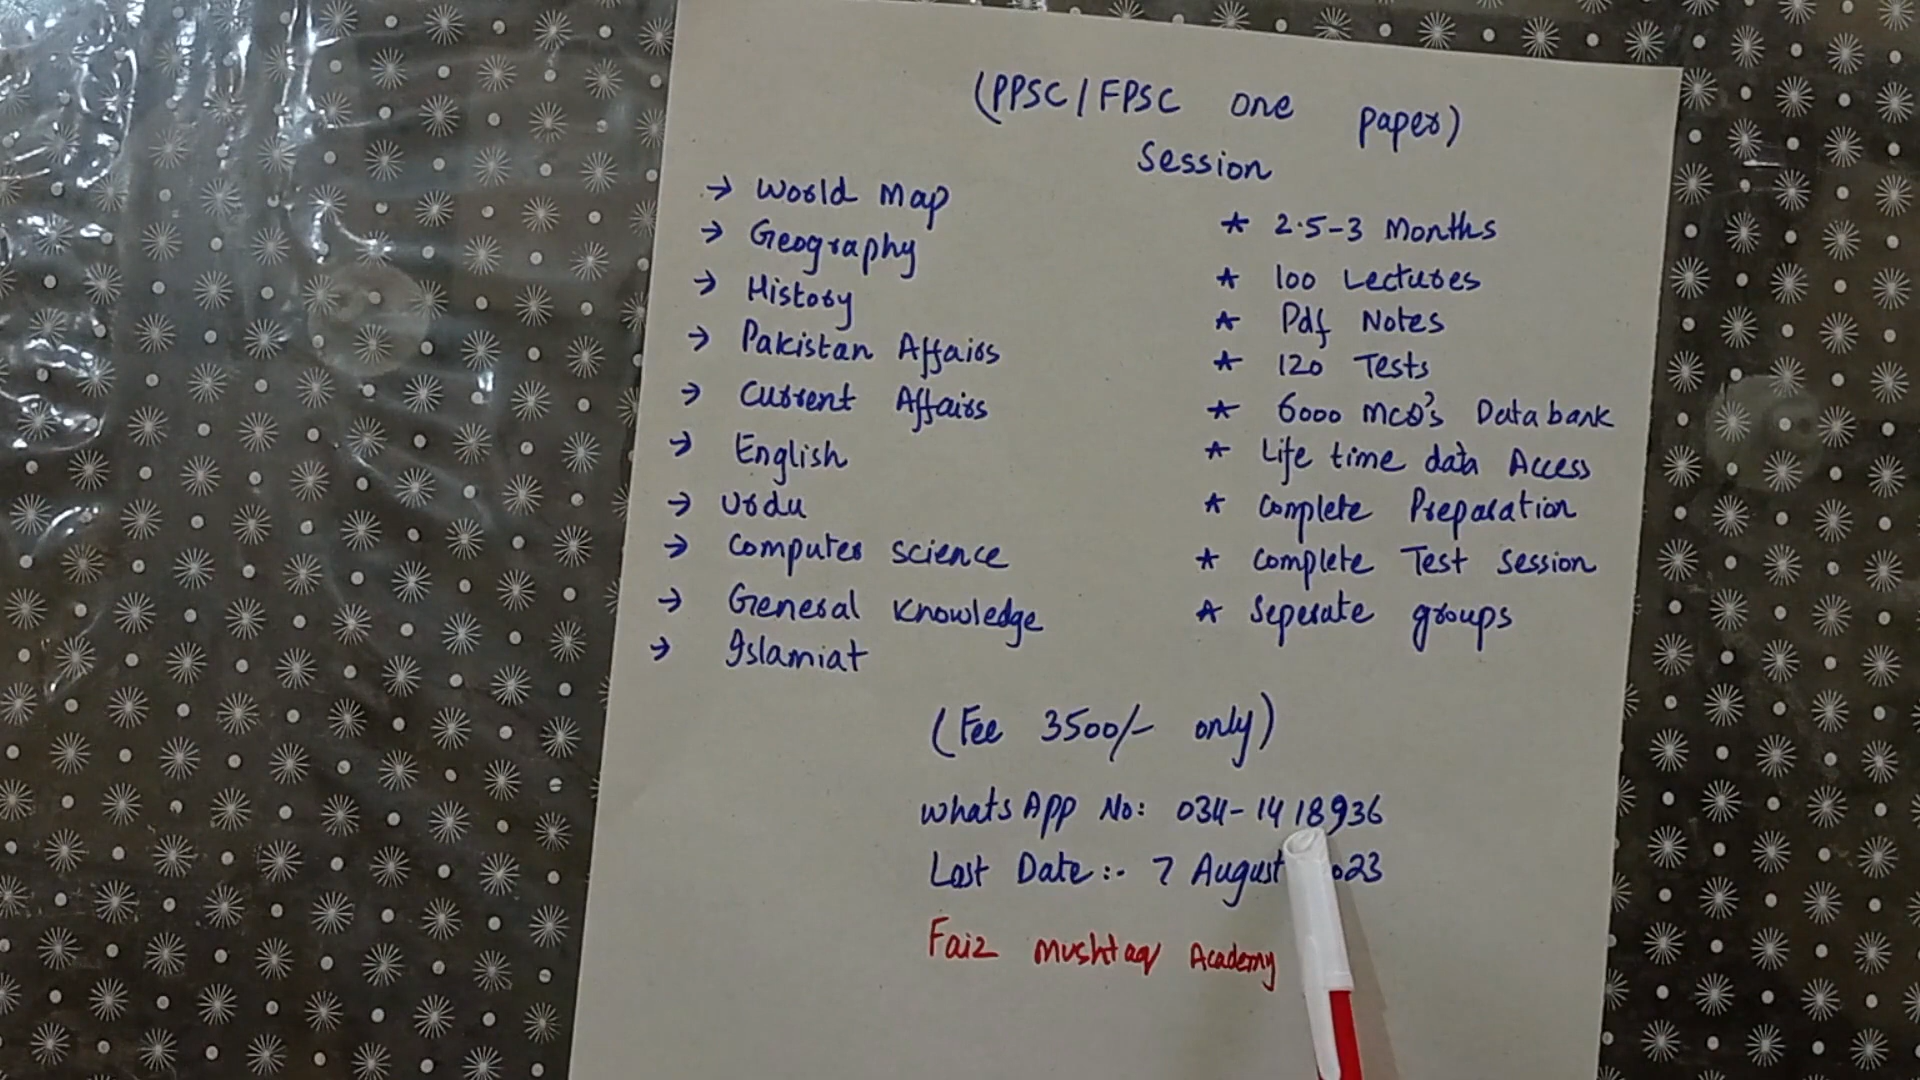 (PPSC/FPSC one paper)
Session
→ World Map
→ Geography
→ History
→ Pakistan Affairs
→ Current Affairs
→ English
→ Urdu
→ Computer science
→ General Knowledge
→ Islamiat
* 2.5-3 Months
* 100 Lectures
* Pdf Notes
* 120 Tests
* 6000 MCQ's Data bank
* Life time data Access
* Complete Preparation
* Complete Test Session
* Seperate groups
(Fee 3500/- only)
WhatsApp No: 034-1418936
Last Date:- 7 August 023
Faiz Mushtaq Academy